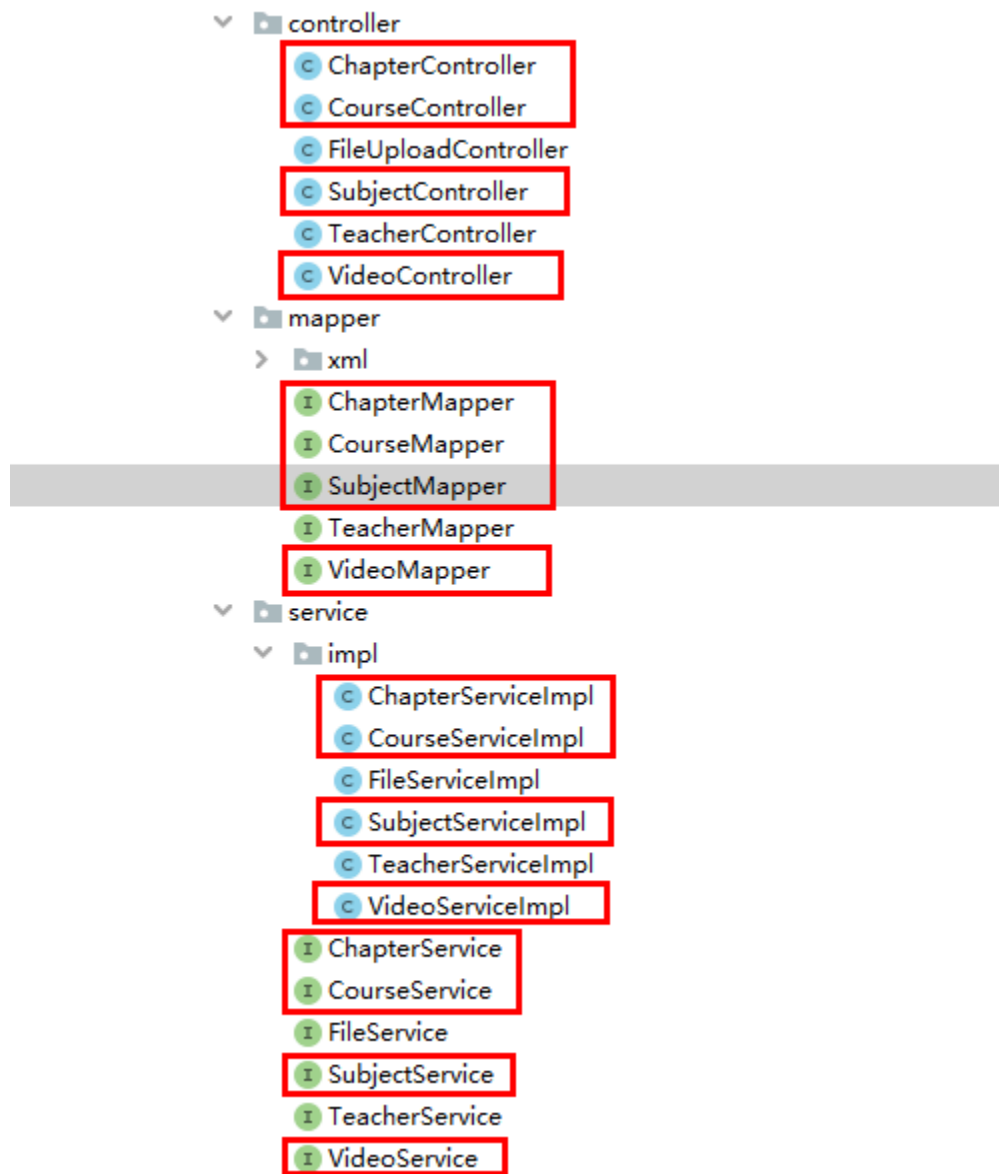 controller
ChapterController
CourseController
FileUploadController
SubjectController
TeacherController
VideoController
mapper
xml
ChapterMapper
CourseMapper
SubjectMapper
TeacherMapper
VideoMapper
service
impl
ChapterServiceImpl
CourseServiceImpl
FileServiceImpl
SubjectServiceImpl
TeacherServiceImpl
VideoServiceImpl
ChapterService
CourseService
FileService
SubjectService
TeacherService
VideoService